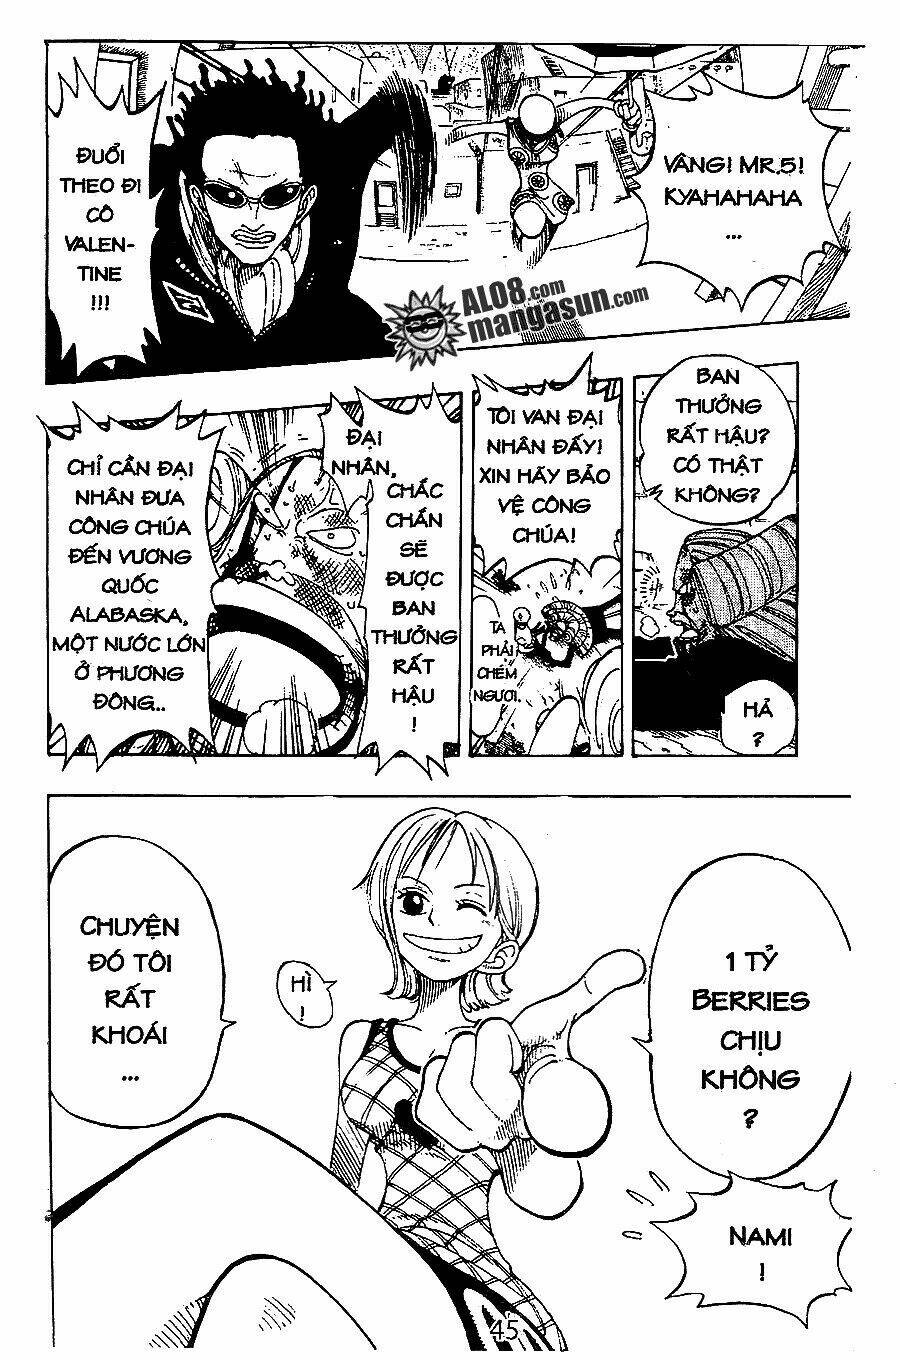 ĐUỔI
THEO ĐI
CÔ
VALEN-
TINE
!!!
VÂNG! MR.5!
KYAHAHAHA
...
ALO8.com
mangasun.com
CHỈ CẦN ĐẠI
NHÂN ĐƯA
CÔNG CHÚA
ĐẾN VƯƠNG
QUỐC
ALABASKA,
MỘT NƯỚC LỚN
Ở PHƯƠNG
ĐÔNG..
ĐẠI
NHÂN,
CHẮC
CHẮN
SẼ
ĐƯỢC
BAN
THƯỞNG
RẤT
HẬU
!
TÔI VAN ĐẠI
NHÂN ĐẤY!
XIN HÃY BẢO
VỆ CÔNG
CHÚA!
TA
PHẢI
CHÉM
NGƯƠI
BAN
THƯỞNG
RẤT HẬU?
CÓ THẬT
KHÔNG?
HẢ
?
CHUYỆN
ĐÓ TÔI
RẤT
KHOÁI
...
HÌ
!
1 TỶ
BERRIES
CHỊU
KHÔNG
?
NAMI
!
45